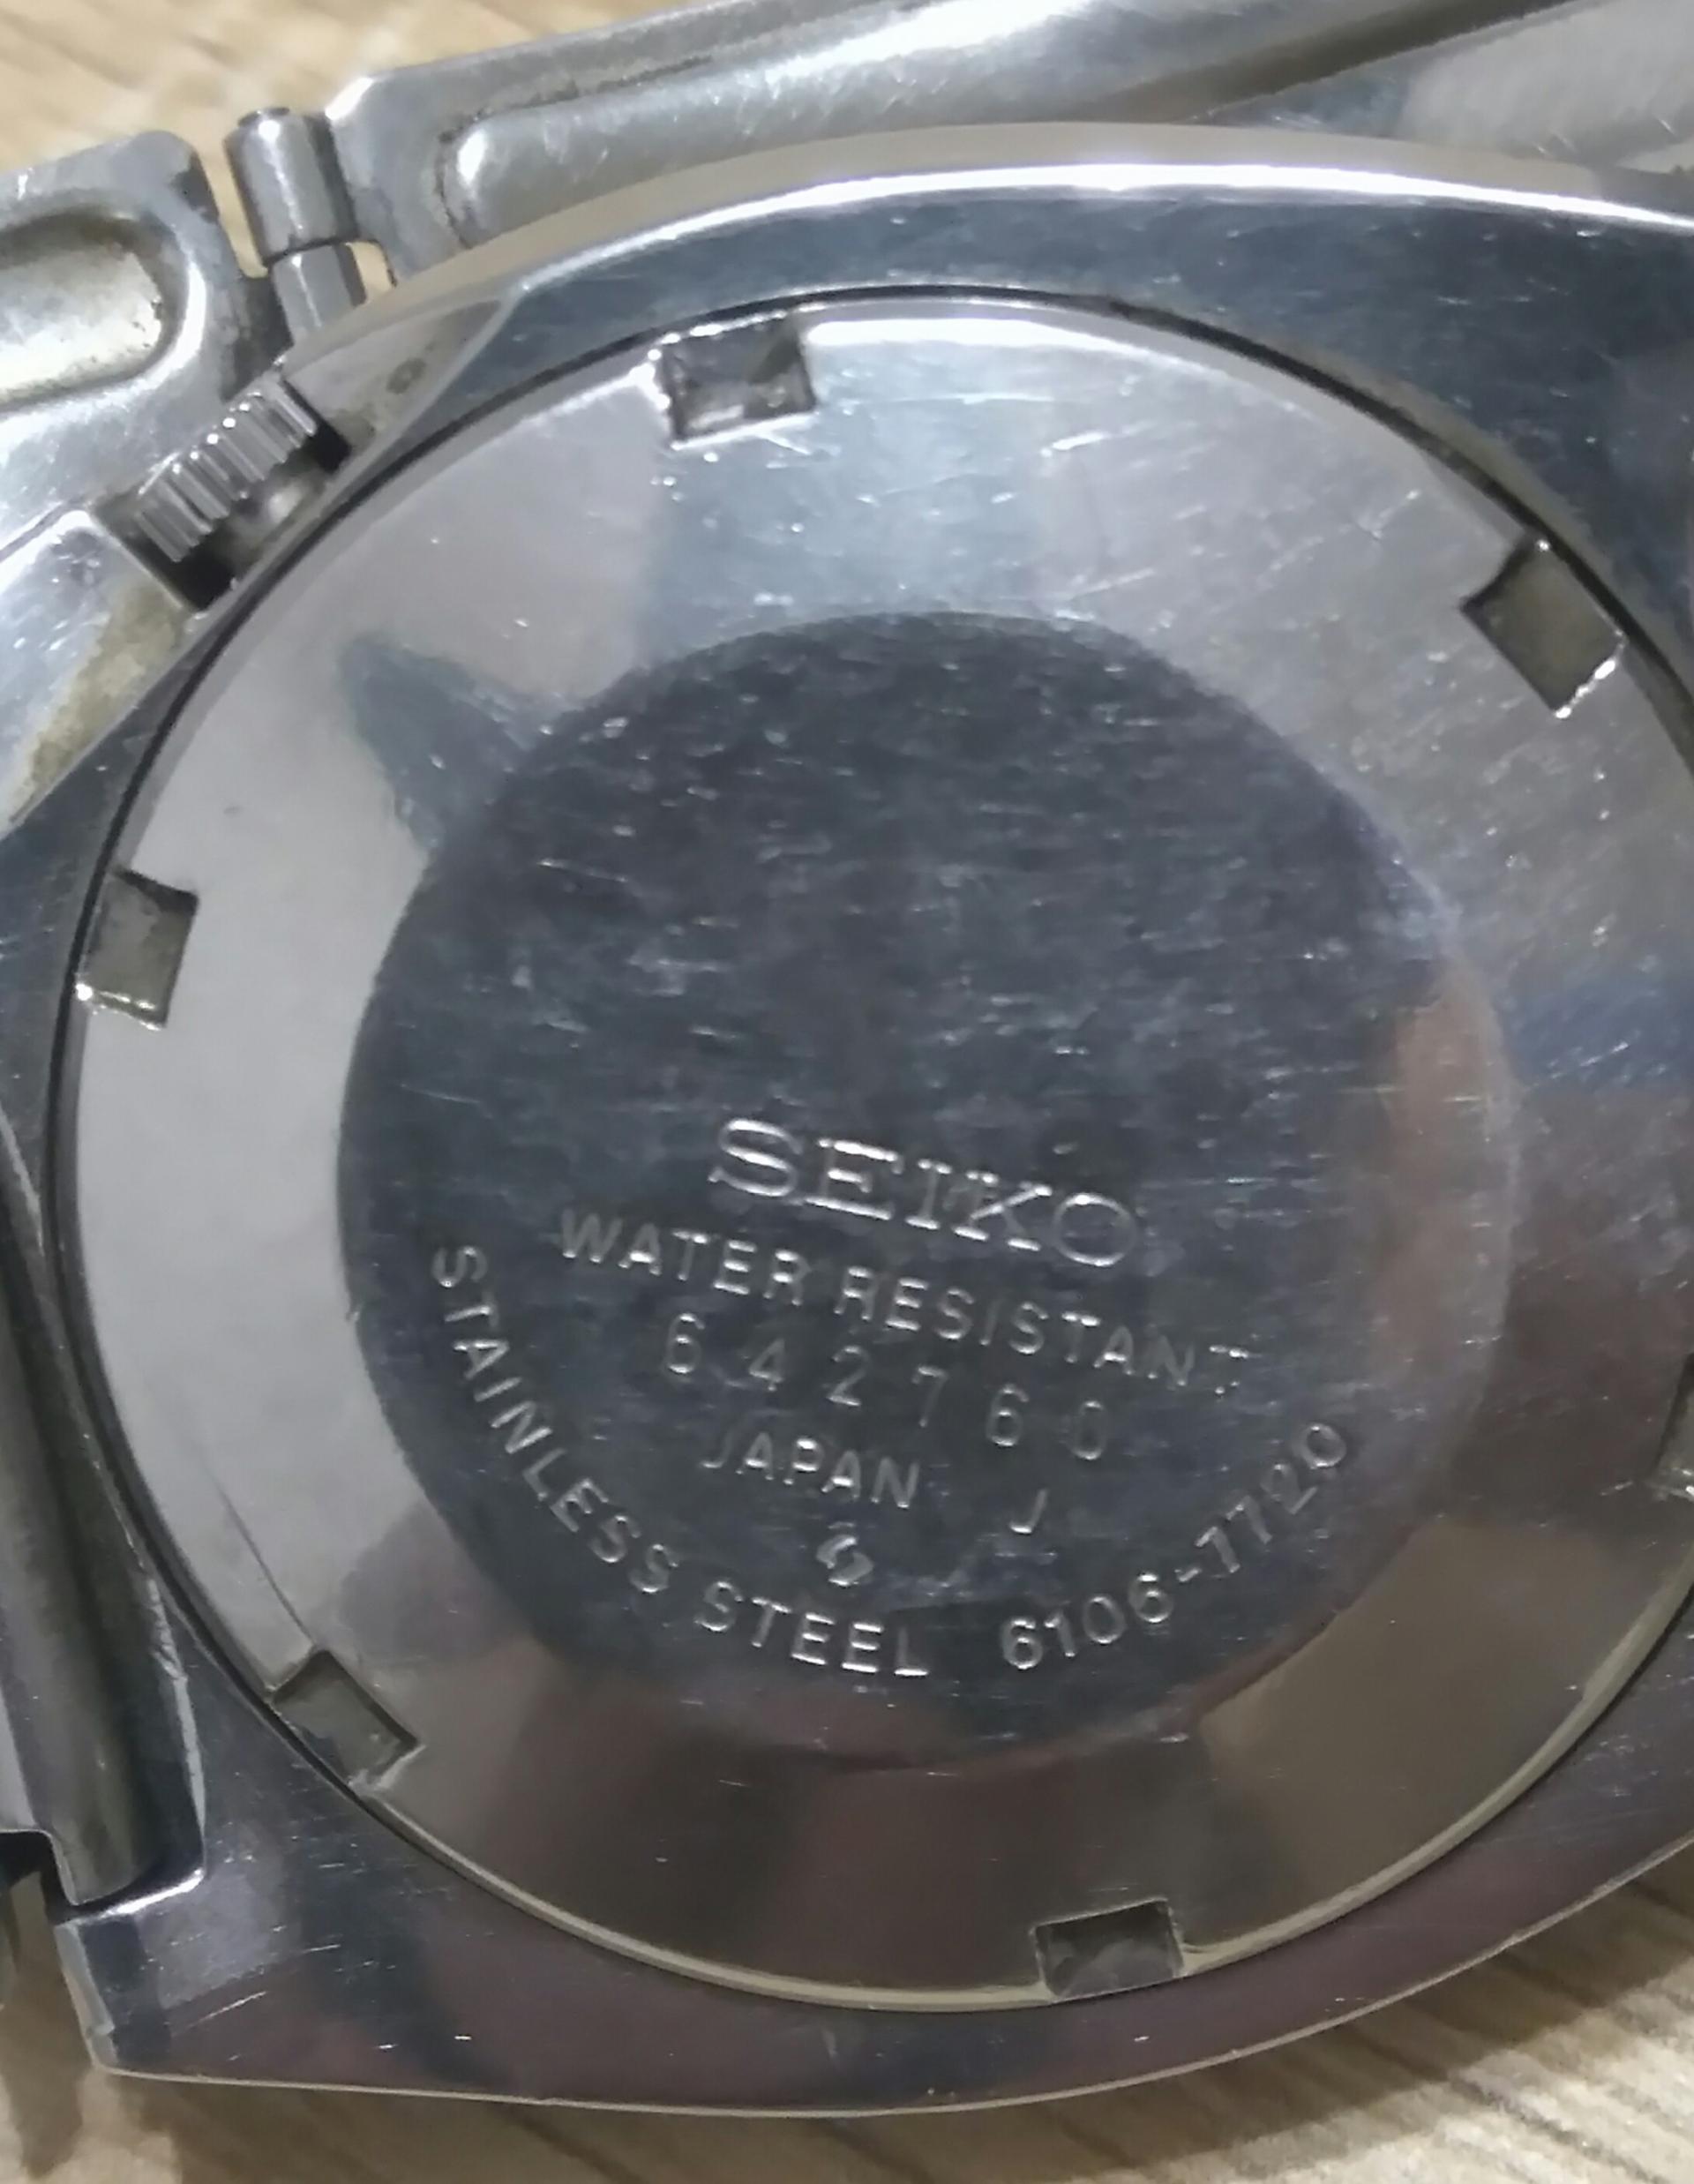 SEIKO
WATER RESISTANT
642760
JAPAN J
STAINLESS STEEL 6106-7720